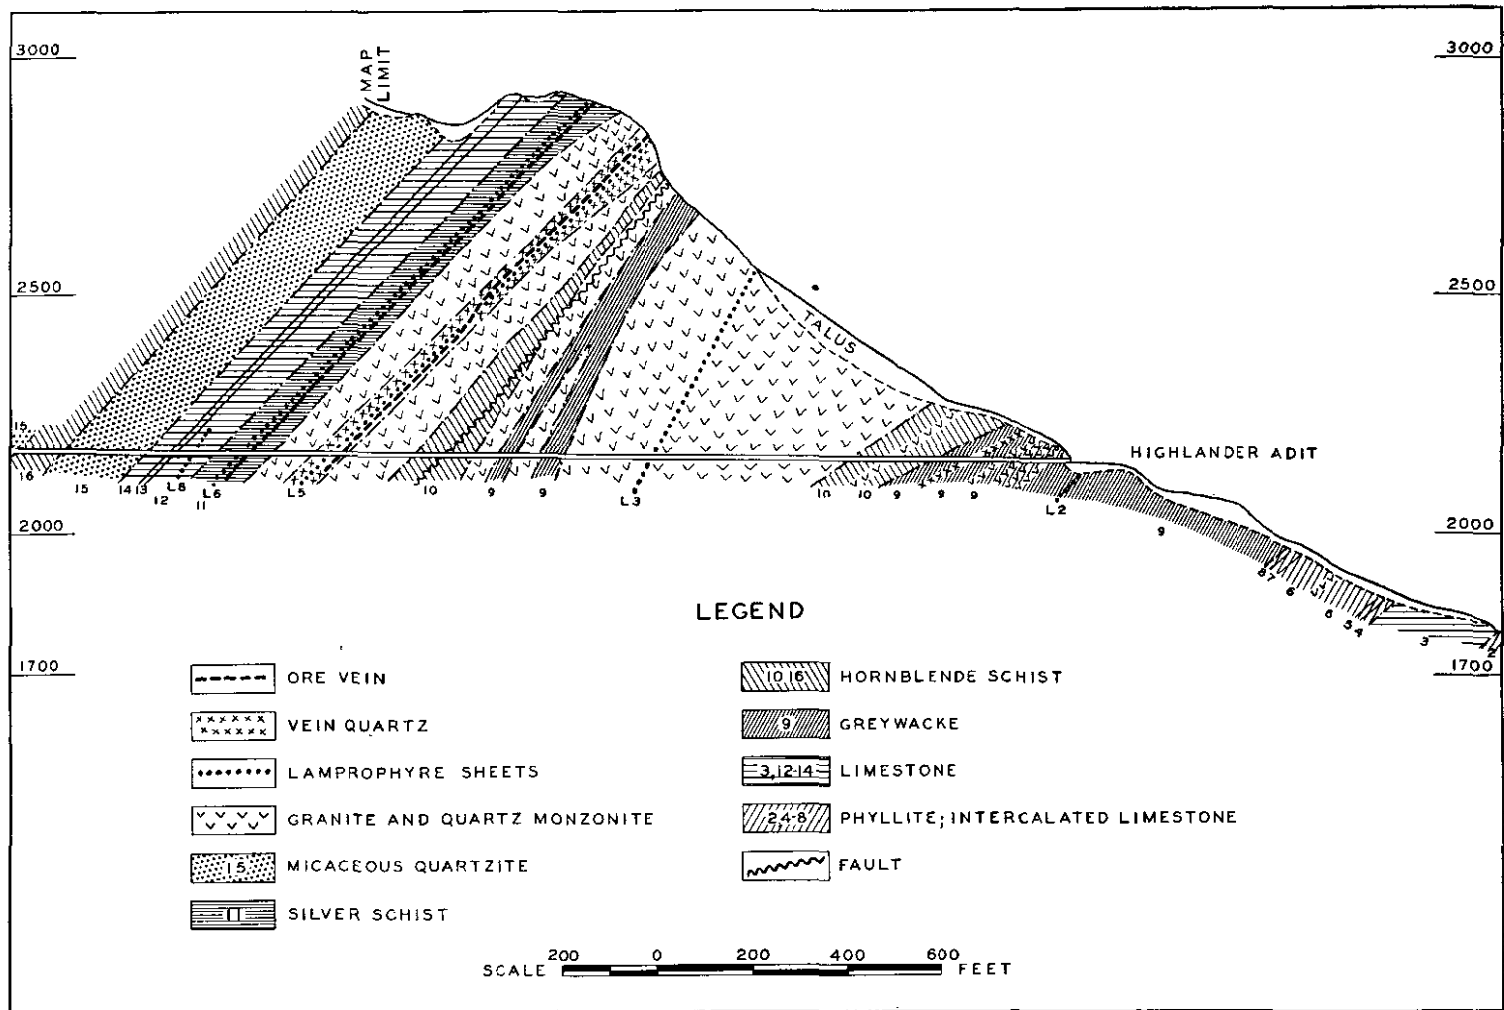 3000
MAP
LIMIT
3000
2500
2500
TALUS
15
HIGHLANDER ADIT
16
15
14
13
L8
12
L6
11
L5
10
9
9
L3
10
10
9
9
9
L2
9
2000
2000
8
7
6
6
5
4
3
2
1700
1700
LEGEND
ORE VEIN
VEIN QUARTZ
LAMPROPHYRE SHEETS
GRANITE AND QUARTZ MONZONITE
15 MICACEOUS QUARTZITE
11 SILVER SCHIST
10,16 HORNBLENDE SCHIST
9 GREYWACKE
3,12-14 LIMESTONE
2,4-8 PHYLLITE; INTERCALATED LIMESTONE
FAULT
200 0 200 400 600
SCALE FEET